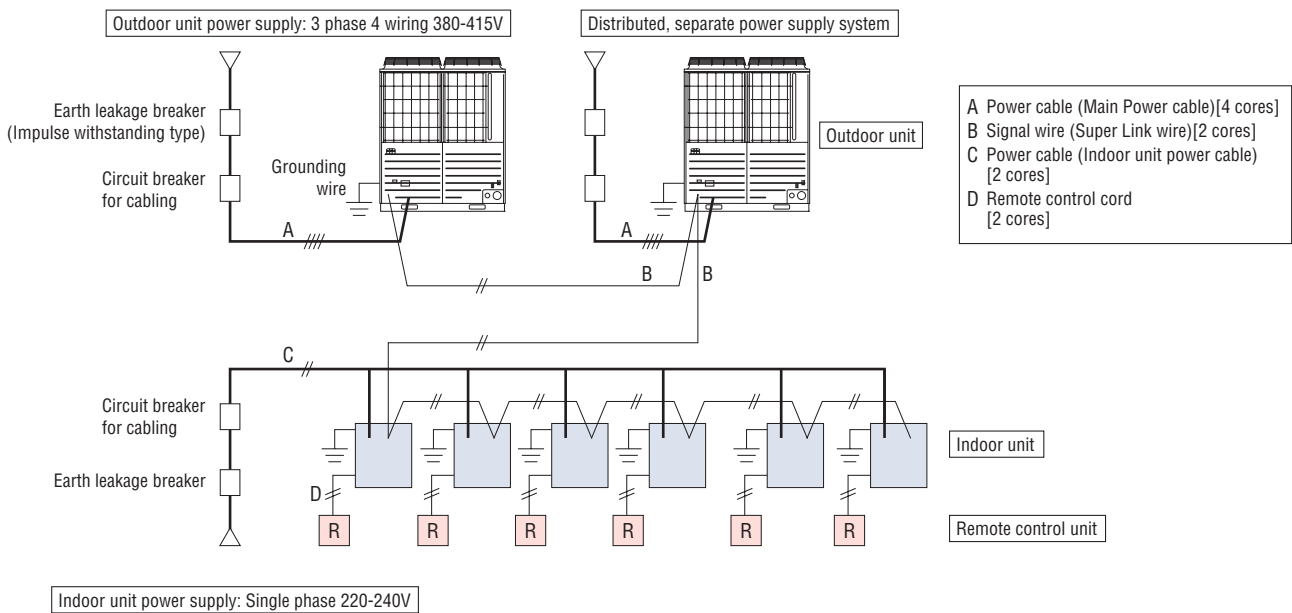 Outdoor unit power supply: 3 phase 4 wiring 380-415V
Distributed, separate power supply system
Earth leakage breaker
(Impulse withstanding type)
Circuit breaker
for cabling
Grounding
wire
Outdoor unit
A Power cable (Main Power cable)[4 cores]
B Signal wire (Super Link wire)[2 cores]
C Power cable (Indoor unit power cable)
[2 cores]
D Remote control cord
[2 cores]
A
A
B
B
C
Circuit breaker
for cabling
Earth leakage breaker
Indoor unit
D
R
R
R
R
R
R
Remote control unit
Indoor unit power supply: Single phase 220-240V